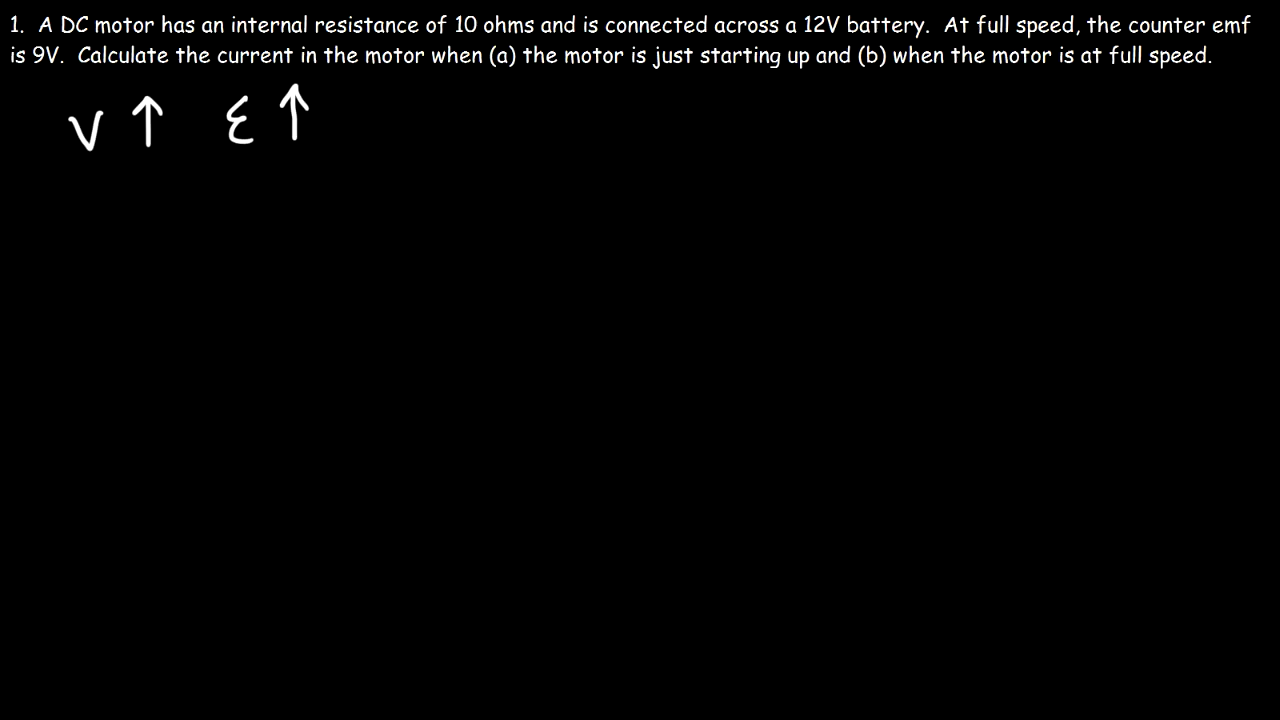 1. A DC motor has an internal resistance of 10 ohms and is connected across a 12V battery. At full speed, the counter emf
is 9V. Calculate the current in the motor when (a) the motor is just starting up and (b) when the motor is at full speed.
V ↑ ε ↑